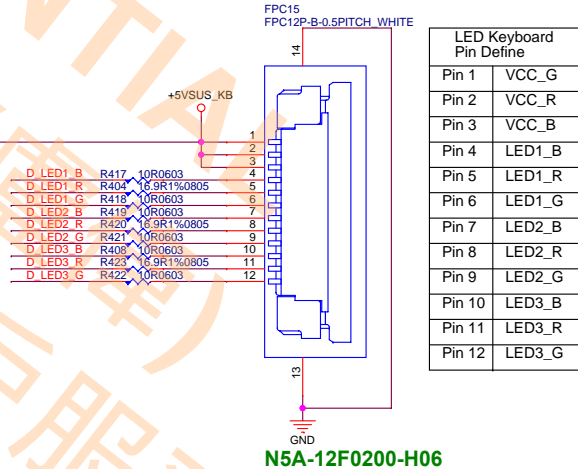 FPC15
FPC12P-B-0.5PITCH_WHITE
14
+5VSUS_KB
1
2
3
D_LED1_B R417 10R0603 4
D_LED1_R R404 16.9R1%0805 5
D_LED1_G R418 10R0603 6
D_LED2_B R419 10R0603 7
D_LED2_R R420 16.9R1%0805 8
D_LED2_G R421 10R0603 9
D_LED3_B R408 10R0603 10
D_LED3_R R423 16.9R1%0805 11
D_LED3_G R422 10R0603 12
13
GND
N5A-12F0200-H06
LED Keyboard
Pin Define
Pin 1 VCC_G
Pin 2 VCC_R
Pin 3 VCC_B
Pin 4 LED1_B
Pin 5 LED1_R
Pin 6 LED1_G
Pin 7 LED2_B
Pin 8 LED2_R
Pin 9 LED2_G
Pin 10 LED3_B
Pin 11 LED3_R
Pin 12 LED3_G